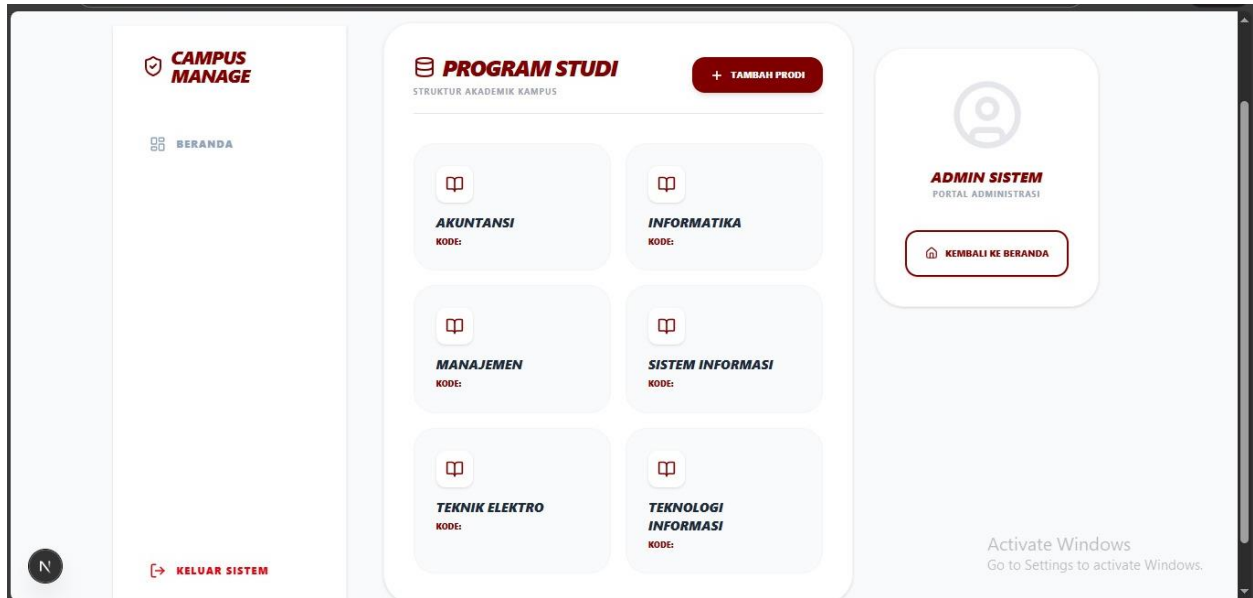 CAMPUS
MANAGE
BERANDA
KELUAR SISTEM
N
PROGRAM STUDI
STRUKTUR AKADEMIK KAMPUS
+ TAMBAH PRODI
AKUNTANSI
KODE:
INFORMATIKA
KODE:
MANAJEMEN
KODE:
SISTEM INFORMASI
KODE:
TEKNIK ELEKTRO
KODE:
TEKNOLOGI
INFORMASI
KODE:
ADMIN SISTEM
PORTAL ADMINISTRASI
KEMBALI KE BERANDA
Activate Windows
Go to Settings to activate Windows.